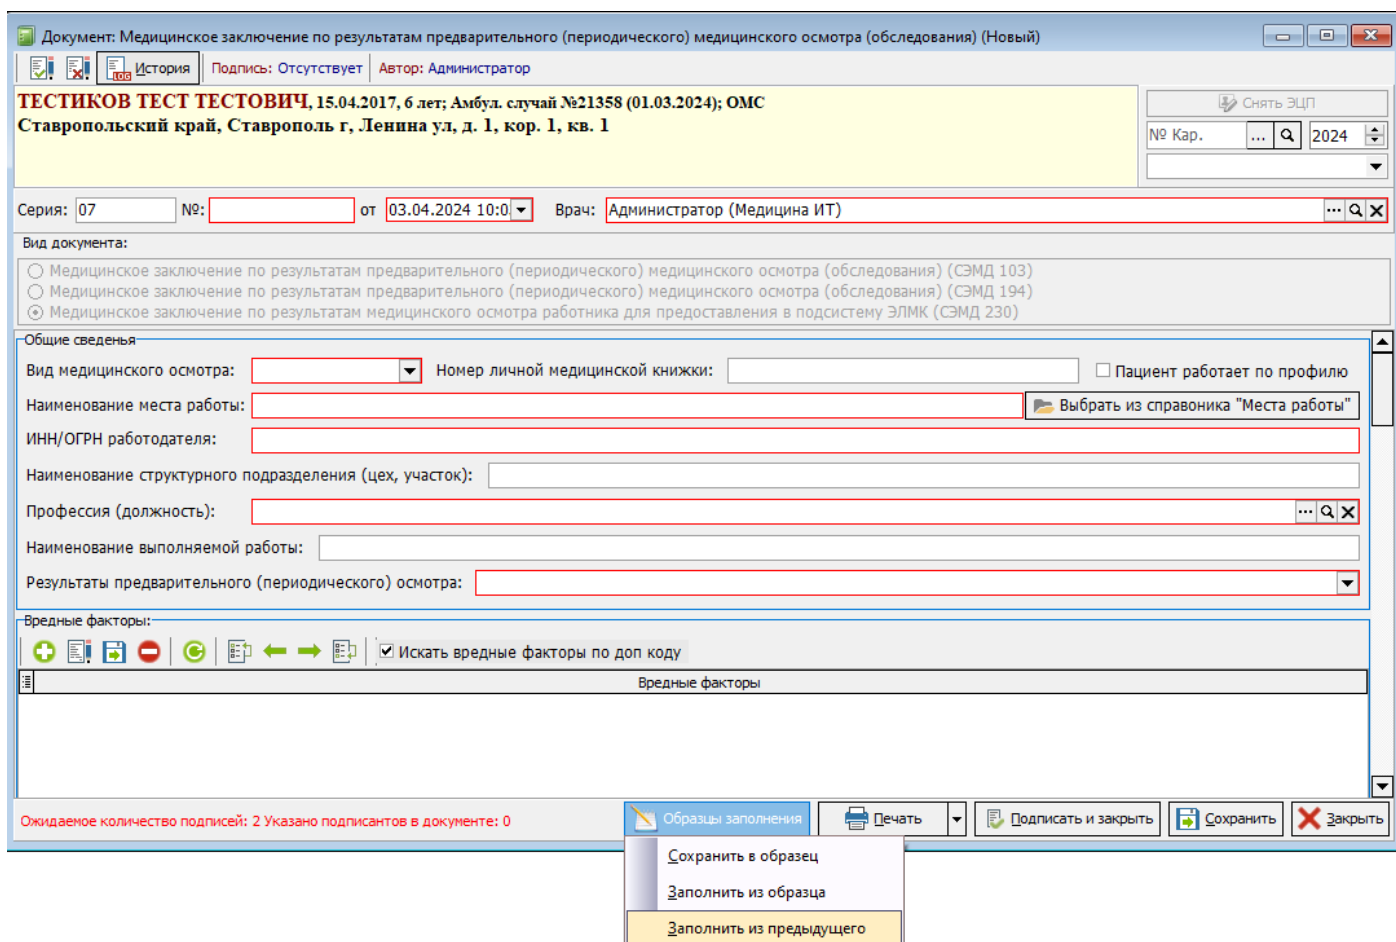 Документ: Медицинское заключение по результатам предварительного (периодического) медицинского осмотра (обследования) (Новый)
LOG История Подпись: Отсутствует Автор: Администратор
ТЕСТИКОВ ТЕСТ ТЕСТОВИЧ, 15.04.2017, 6 лет; Амбул. случай №21358 (01.03.2024); ОМС
Ставропольский край, Ставрополь г, Ленина ул, д. 1, кор. 1, кв. 1
Снять ЭЦП
№ Кар. ... 2024
Серия: 07 №: от 03.04.2024 10:0 Врач: Администратор (Медицина ИТ) ...
Вид документа:
Медицинское заключение по результатам предварительного (периодического) медицинского осмотра (обследования) (СЭМД 103)
Медицинское заключение по результатам предварительного (периодического) медицинского осмотра (обследования) (СЭМД 194)
Медицинское заключение по результатам медицинского осмотра работника для предоставления в подсистему ЭЛМК (СЭМД 230)
Общие сведенья
Вид медицинского осмотра: Номер личной медицинской книжки: Пациент работает по профилю
Наименование места работы: Выбрать из справоника "Места работы"
ИНН/ОГРН работодателя:
Наименование структурного подразделения (цех, участок):
Профессия (должность): ...
Наименование выполняемой работы:
Результаты предварительного (периодического) осмотра:
Вредные факторы:
Искать вредные факторы по доп коду
Вредные факторы
Ожидаемое количество подписей: 2 Указано подписантов в документе: 0
Образцы заполнения Печать Подписать и закрыть Сохранить Закрыть
Сохранить в образец
Заполнить из образца
Заполнить из предыдущего